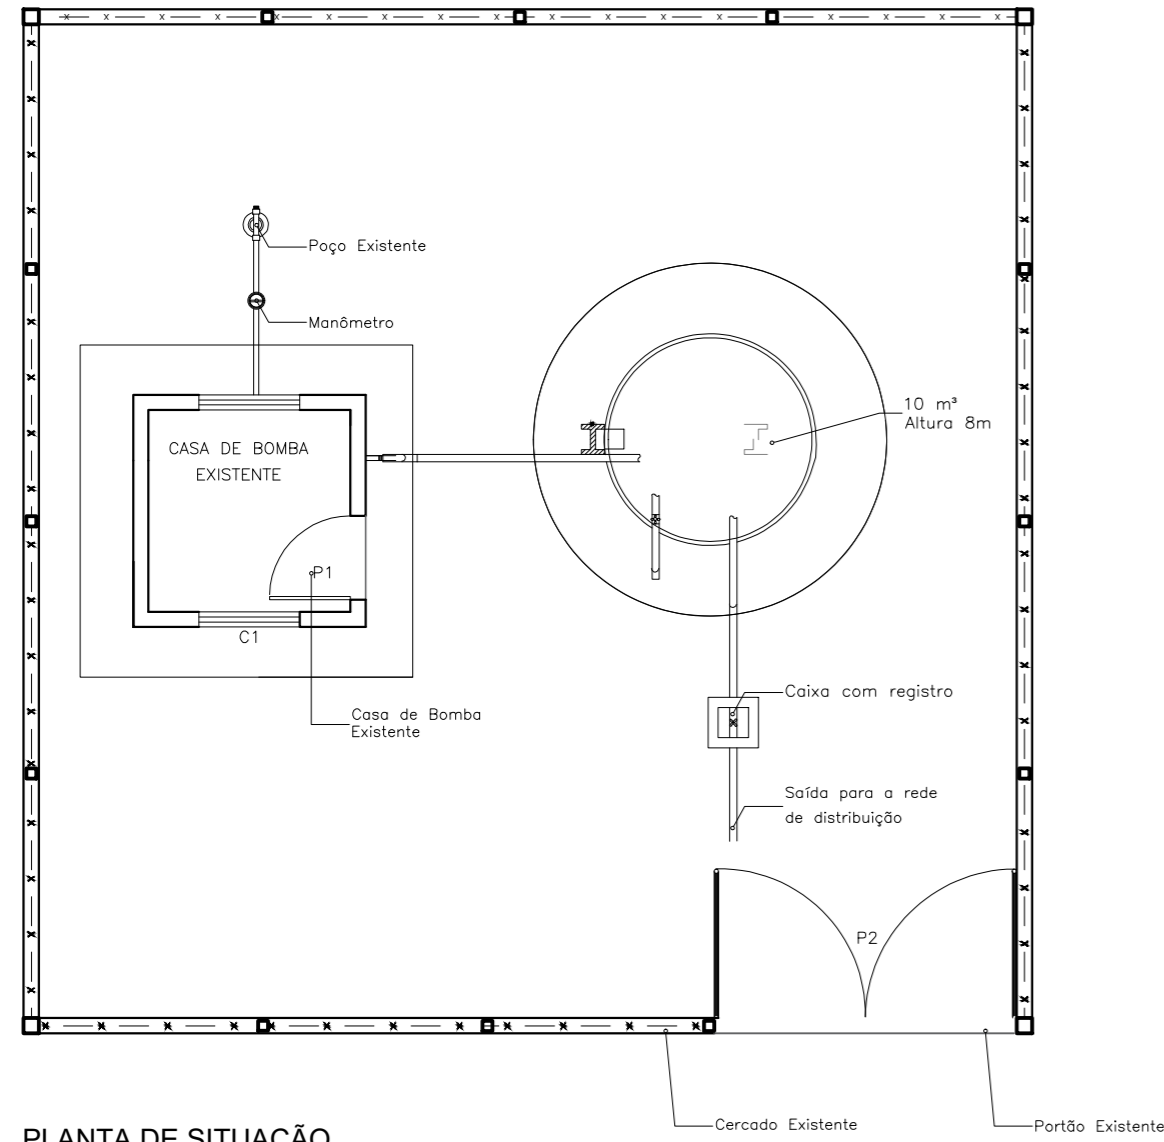 Poço Existente
Manômetro
10 m³
Altura 8m
CASA DE BOMBA
EXISTENTE
P1
C1
Caixa com registro
Casa de Bomba
Existente
Saída para a rede
de distribuição
P2
Cercado Existente
Portão Existente
PLANTA DE SITUAÇÃO